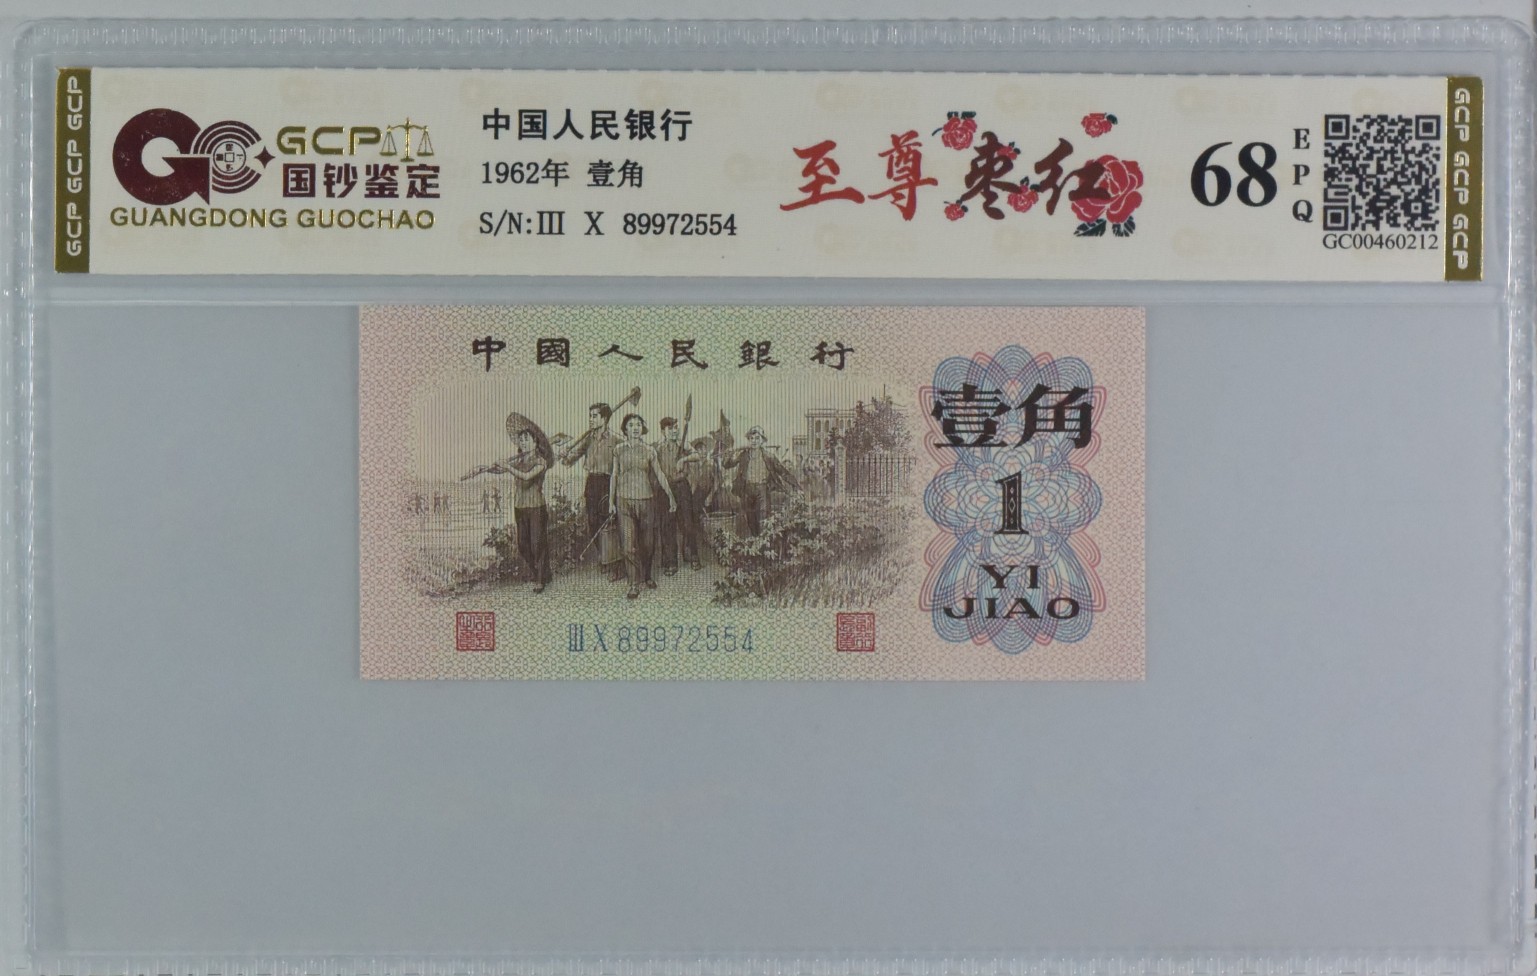 GCP GCP GCP
GCP
国钞鉴定
GUANGDONG GUOCHAO
中国人民银行
1962年 壹角
S/N:III X 89972554
至尊枣红
68
EPQ
GC00460212
GCP GCP GCP
中國人民銀行
壹角
1
YI
JIAO
III X 89972554